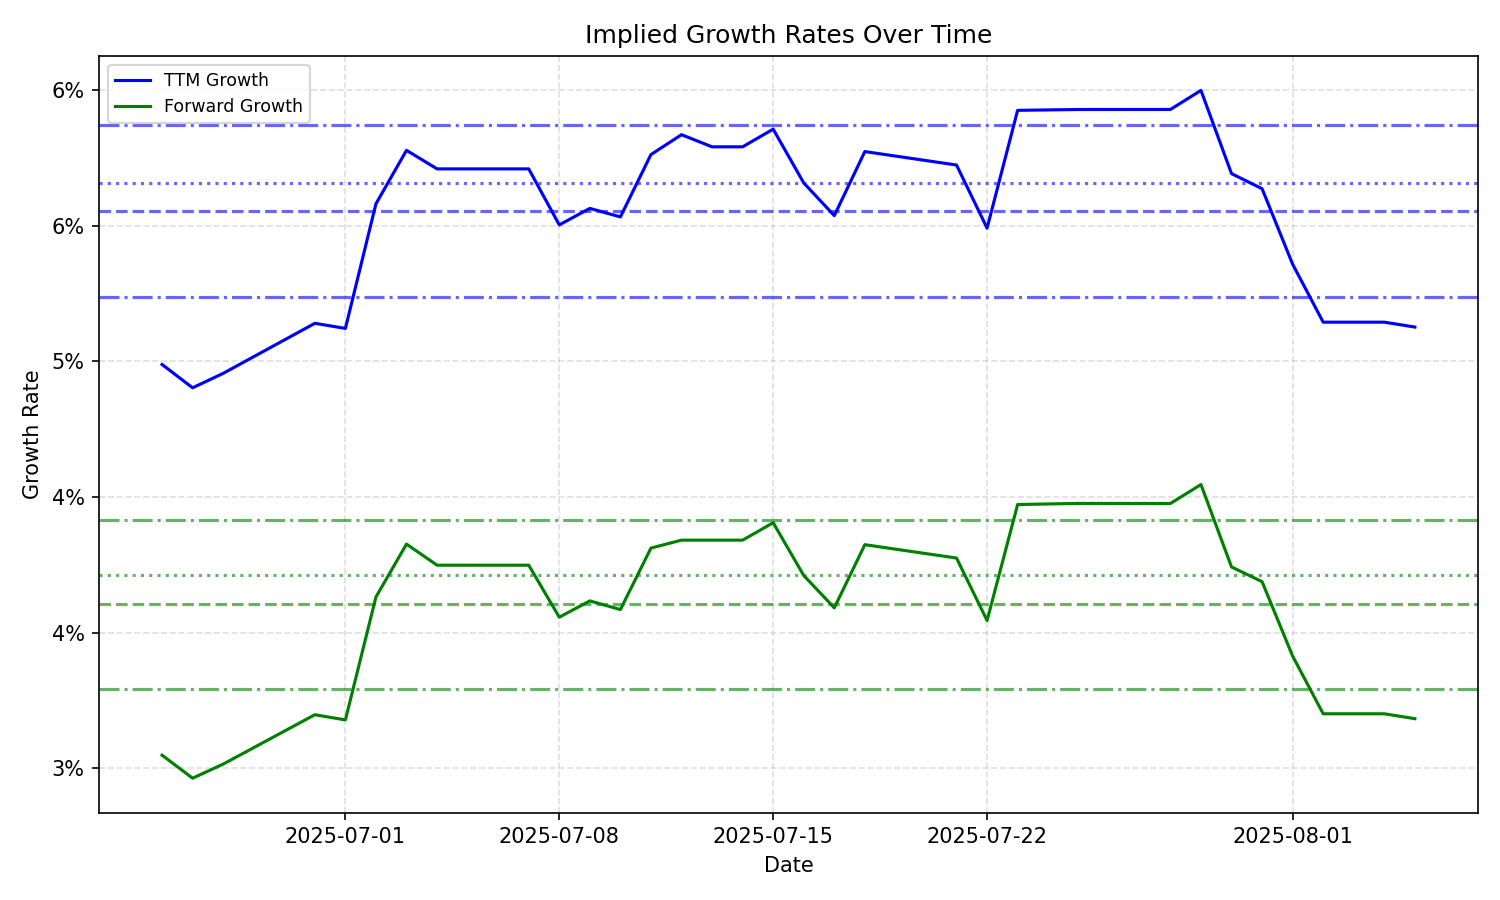 Implied Growth Rates Over Time
TTM Growth
Forward Growth
6%
6%
5%
4%
4%
3%
Growth Rate
2025-07-01
2025-07-08
2025-07-15
2025-07-22
2025-08-01
Date